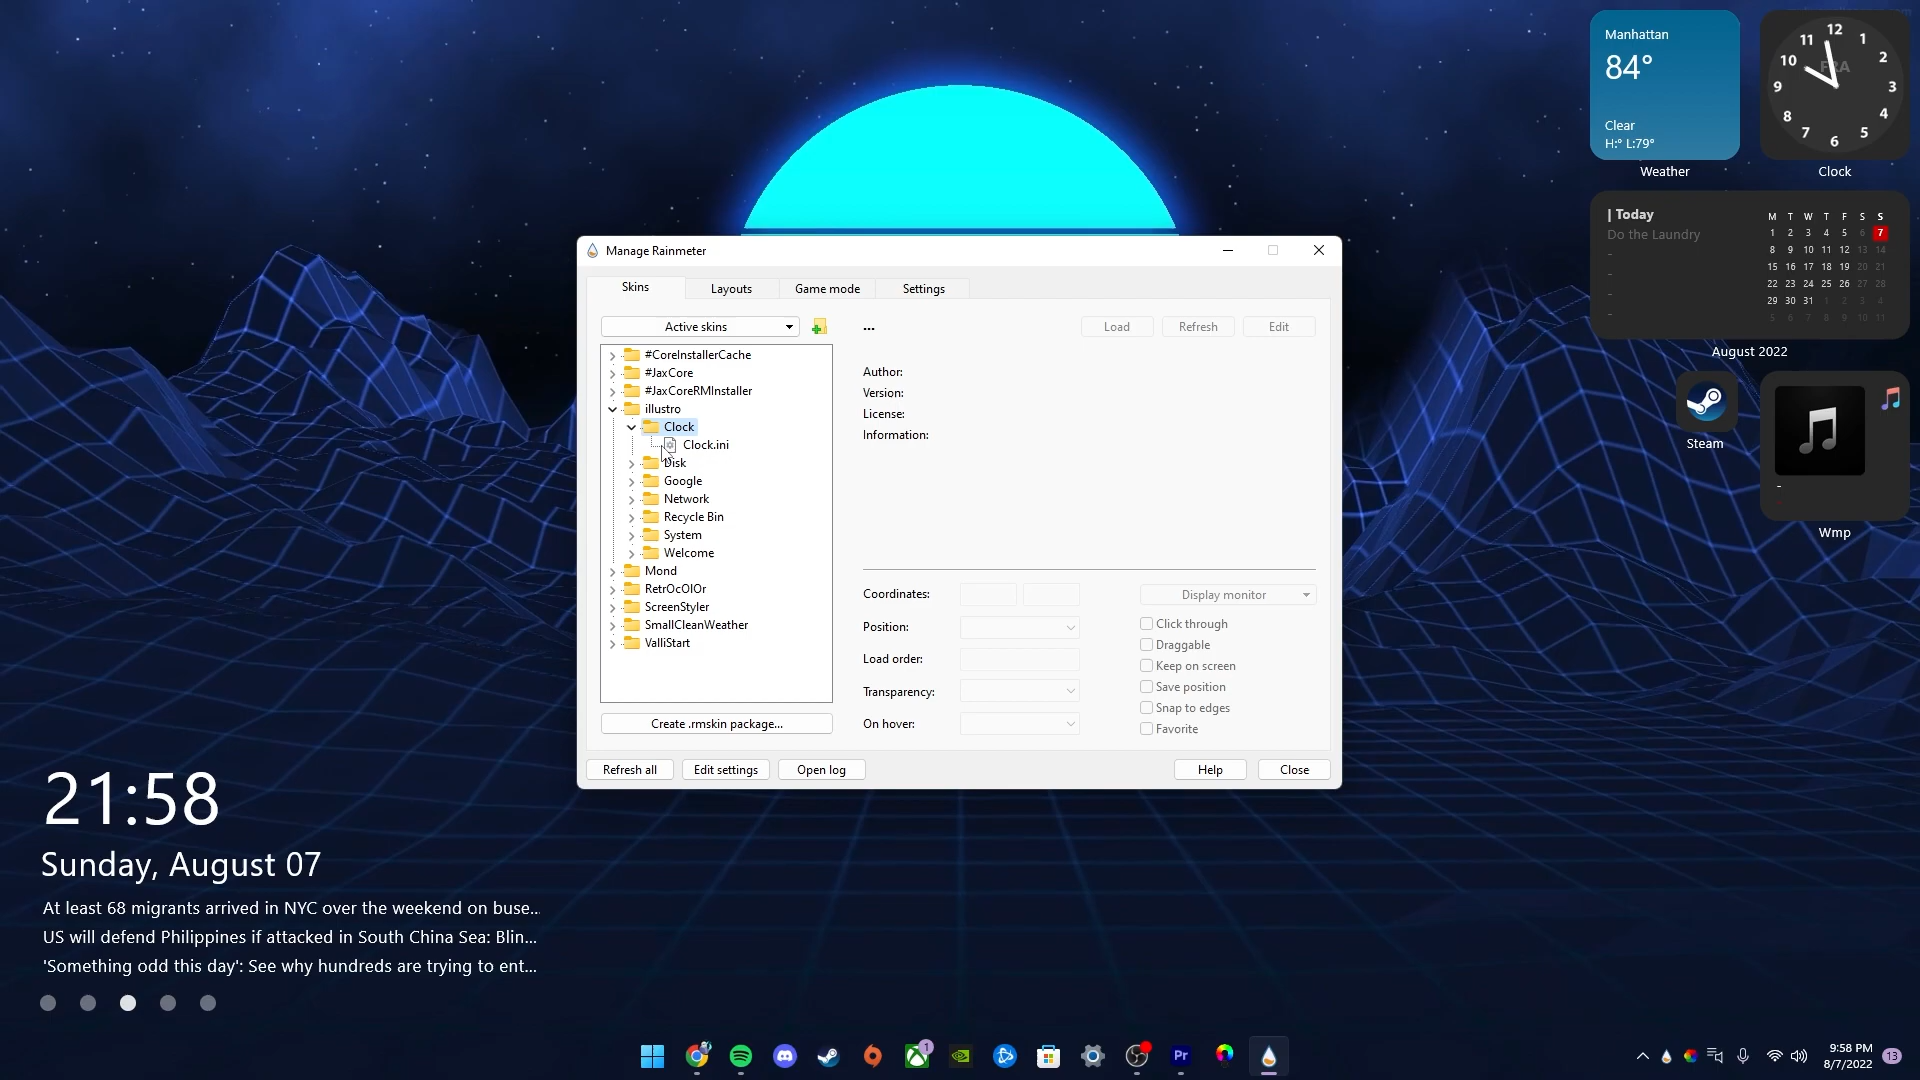 Manhattan
84°
Clear
H:° L:79°
Weather
12
1
2
3
4
5
6
7
8
9
10
11
Clock
| Today
Do the Laundry
-
-
-
-
M T W T F S S
1 2 3 4 5 6 7
8 9 10 11 12 13 14
15 16 17 18 19 20 21
22 23 24 25 26 27 28
29 30 31 1 2 3 4
5 6 7 8 9 10 11
August 2022
Steam
-
Wmp
Manage Rainmeter
Skins
Layouts
Game mode
Settings
Active skins
...
Load
Refresh
Edit
#CoreInstallerCache
#JaxCore
#JaxCoreRMInstaller
illustro
Clock
Clock.ini
Disk
Google
Network
Recycle Bin
System
Welcome
Mond
RetrOcOlOr
ScreenStyler
SmallCleanWeather
ValliStart
Create .rmskin package...
Author:
Version:
License:
Information:
Coordinates:
Position:
Load order:
Transparency:
On hover:
Display monitor
Click through
Draggable
Keep on screen
Save position
Snap to edges
Favorite
Refresh all
Edit settings
Open log
Help
Close
21:58
Sunday, August 07
At least 68 migrants arrived in NYC over the weekend on buse...
US will defend Philippines if attacked in South China Sea: Blin...
'Something odd this day': See why hundreds are trying to ent...
1
Pr
9:58 PM
8/7/2022
13